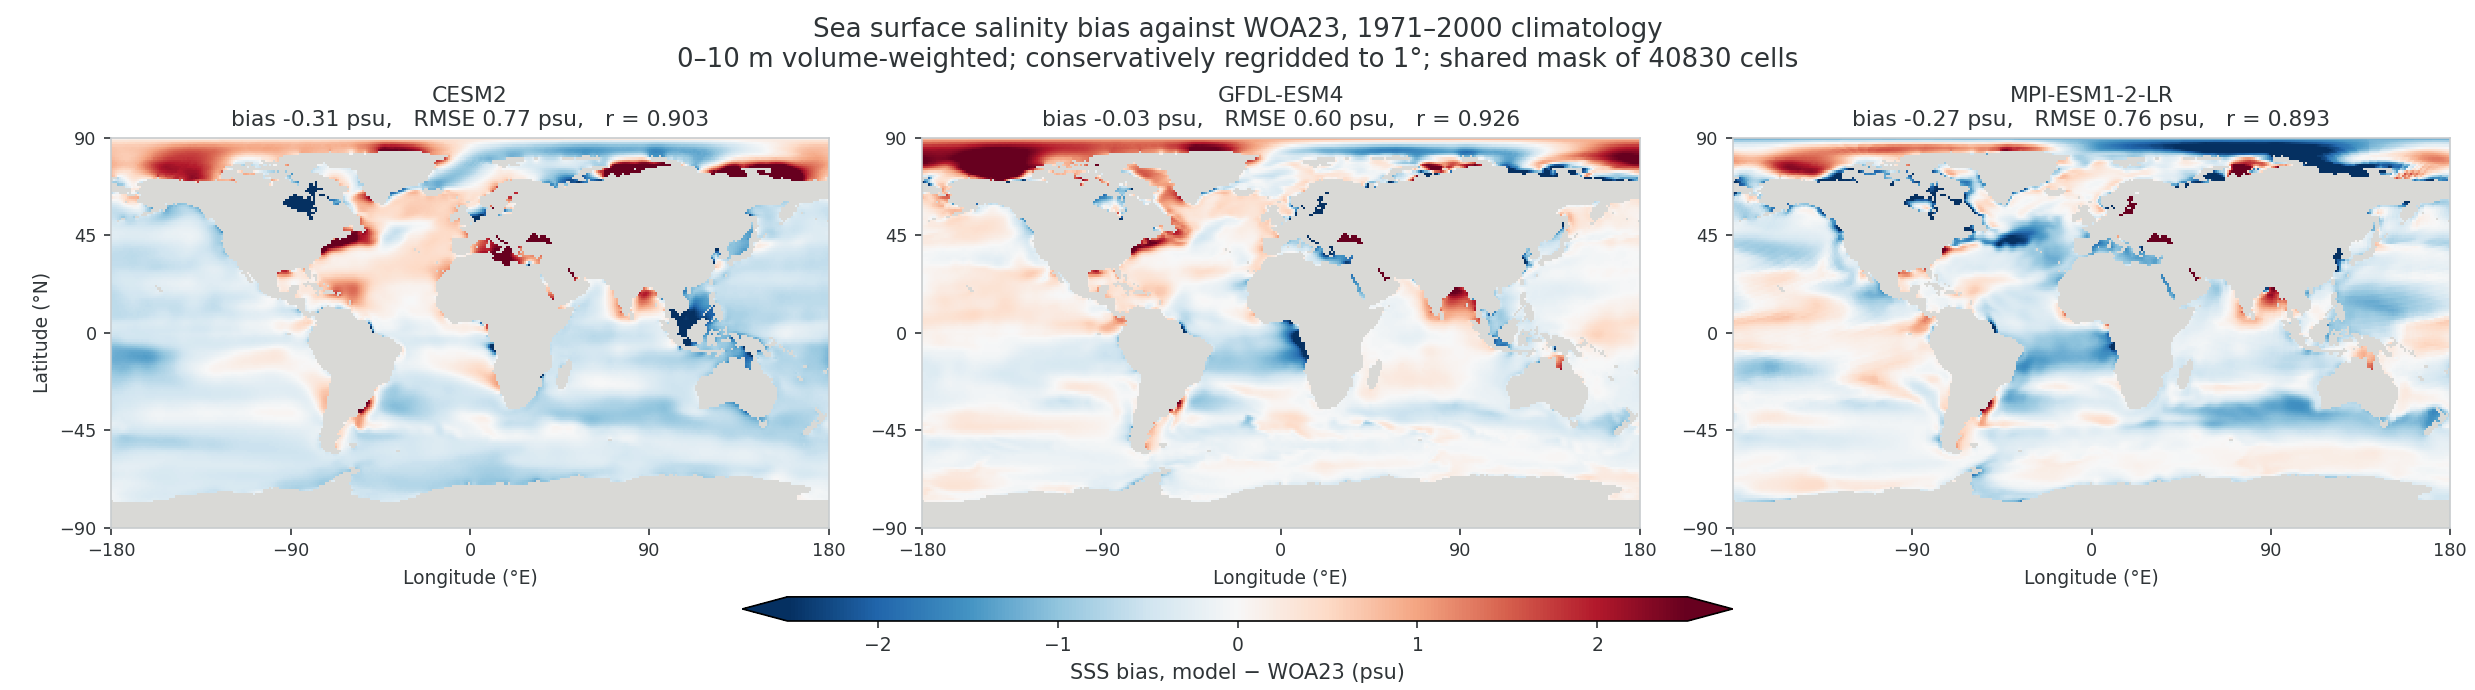 Sea surface salinity bias against WOA23, 1971–2000 climatology
0–10 m volume-weighted; conservatively regridded to 1°; shared mask of 40830 cells
CESM2
bias -0.31 psu,   RMSE 0.77 psu,   r = 0.903
GFDL-ESM4
bias -0.03 psu,   RMSE 0.60 psu,   r = 0.926
MPI-ESM1-2-LR
bias -0.27 psu,   RMSE 0.76 psu,   r = 0.893
Latitude (°N)
90
45
0
−45
−90
−180
−90
0
90
180
Longitude (°E)
90
45
0
−45
−90
−180
−90
0
90
180
Longitude (°E)
90
45
0
−45
−90
−180
−90
0
90
180
Longitude (°E)
−2
−1
0
1
2
SSS bias, model − WOA23 (psu)